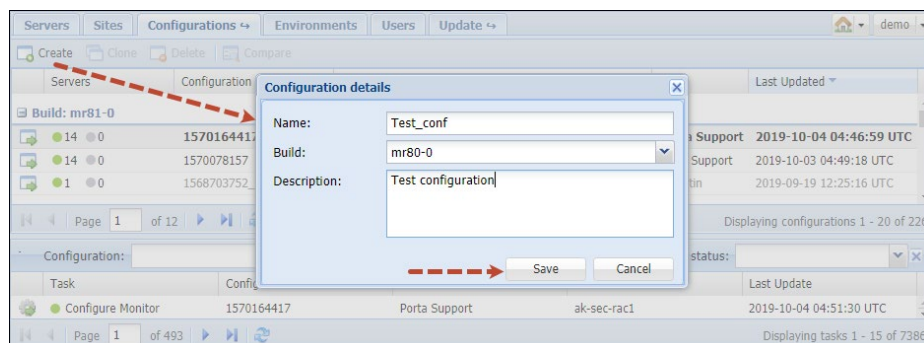 Servers Sites Configurations Environments Users Update demo
Create Clone Delete Compare
Servers Configuration Last Updated
Build: mr81-0
14 0 1570164417 Support 2019-10-04 04:46:59 UTC
14 0 1570078157 Support 2019-10-03 04:49:18 UTC
1 0 1568703752_ 2019-09-19 12:25:16 UTC
Page 1 of 12 Displaying configurations 1 - 20 of 226
Configuration details
Name: Test_conf
Build: mr80-0
Description: Test configuration
Save Cancel
Configuration: status:
Task Last Update
Configure Monitor 1570164417 Porta Support ak-sec-rac1 2019-10-04 04:51:30 UTC
Page 1 of 493 Displaying tasks 1 - 15 of 7386